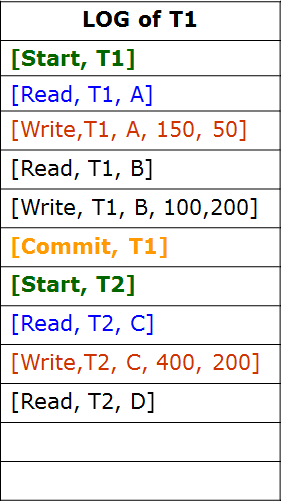 LOG of T1
[Start, T1]
[Read, T1, A]
[Write,T1, A, 150, 50]
[Read, T1, B]
[Write, T1, B, 100,200]
[Commit, T1]
[Start, T2]
[Read, T2, C]
[Write,T2, C, 400, 200]
[Read, T2, D]